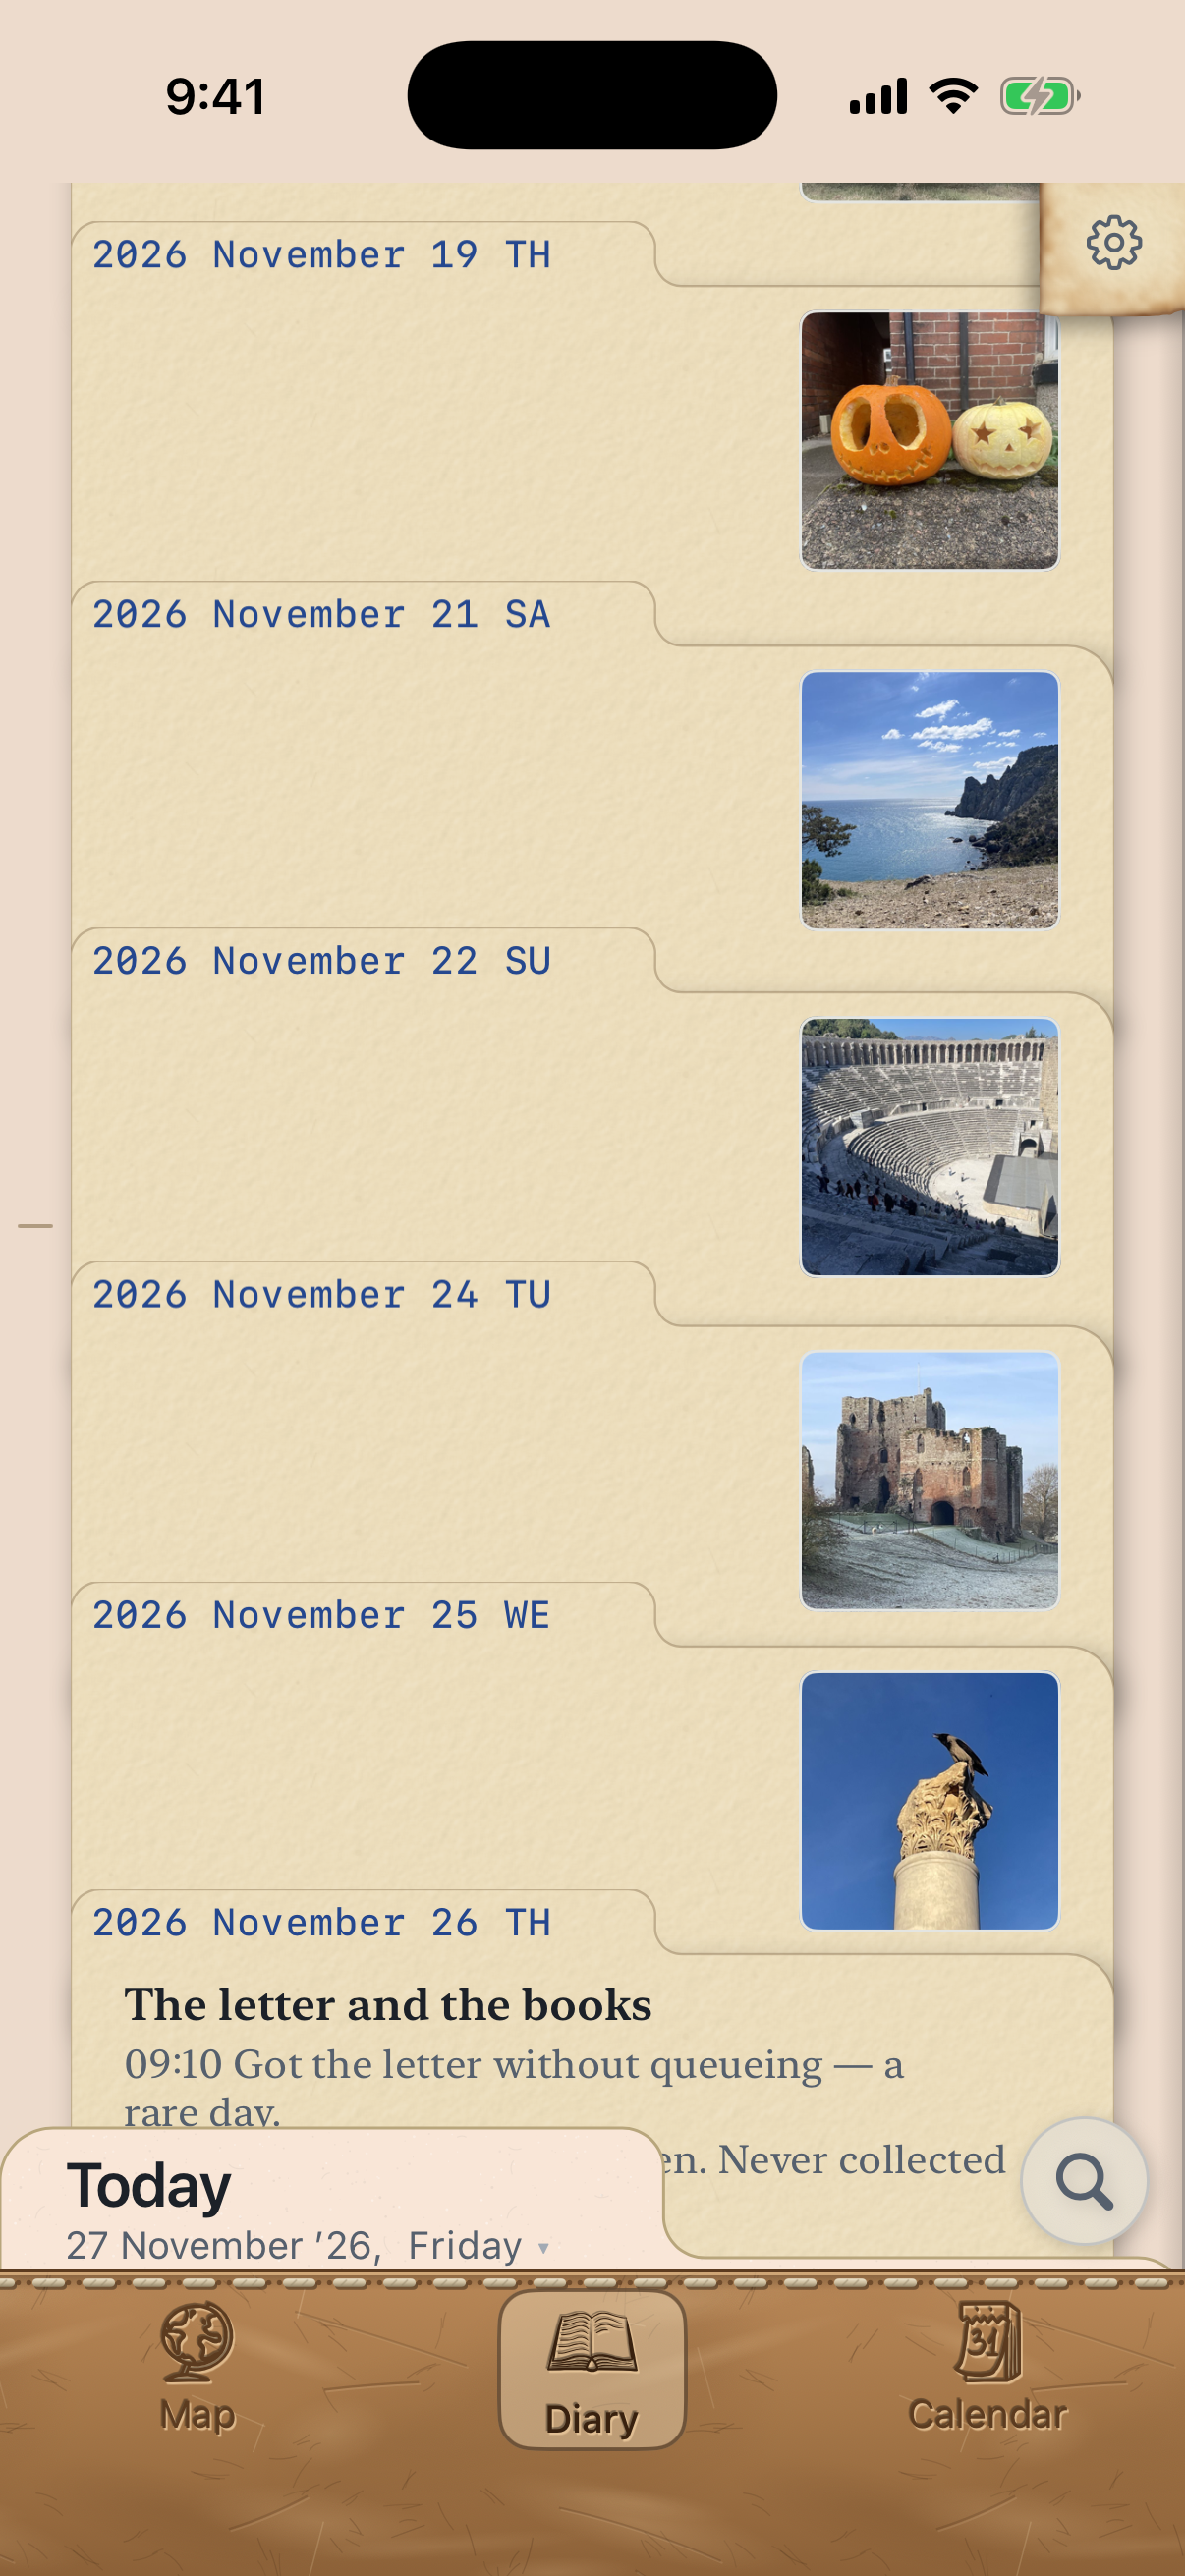 9:41
2026 November 19 TH
2026 November 21 SA
2026 November 22 SU
2026 November 24 TU
2026 November 25 WE
2026 November 26 TH
The letter and the books
09:10 Got the letter without queueing — a
rare day.
en. Never collected
Today
27 November ’26, Friday
31
Map
Diary
Calendar